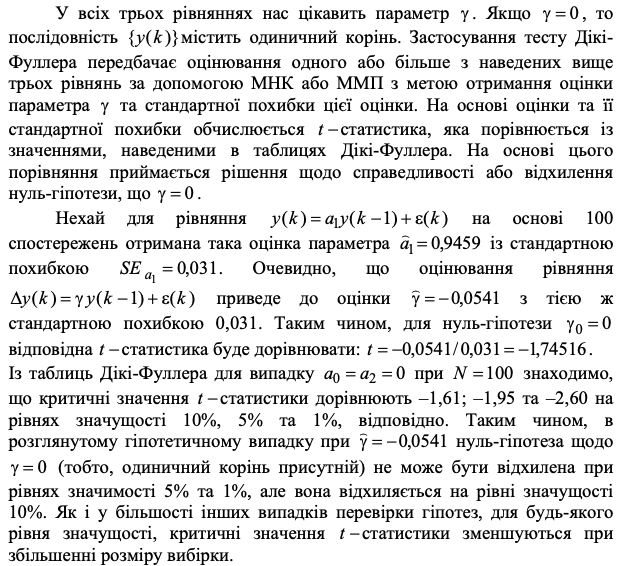 У всіх трьох рівняннях нас цікавить параметр γ. Якщо γ = 0, то
послідовність {y(k)} містить одиничний корінь. Застосування тесту Дікі-
Фуллера передбачає оцінювання одного або більше з наведених вище
трьох рівнянь за допомогою МНК або ММП з метою отримання оцінки
параметра γ та стандартної похибки цієї оцінки. На основі оцінки та її
стандартної похибки обчислюється t – статистика, яка порівнюється із
значеннями, наведеними в таблицях Дікі-Фуллера. На основі цього
порівняння приймається рішення щодо справедливості або відхилення
нуль-гіпотези, що γ = 0.
Нехай для рівняння y(k) = a₁y(k − 1) + ε(k) на основі 100
спостережень отримана така оцінка параметра â₁ = 0,9459 із стандартною
похибкою SE a₁ = 0,031. Очевидно, що оцінювання рівняння
Δy(k) = γ y(k − 1) + ε(k) приведе до оцінки γ̂ = − 0,0541 з тією ж
стандартною похибкою 0,031. Таким чином, для нуль-гіпотези γ₀ = 0
відповідна t – статистика буде дорівнювати: t = −0,0541/ 0,031 = −1,74516.
Із таблиць Дікі-Фуллера для випадку a₀ = a₂ = 0 при N = 100 знаходимо,
що критичні значення t – статистики дорівнюють –1,61; –1,95 та –2,60 на
рівнях значущості 10%, 5% та 1%, відповідно. Таким чином, в
розглянутому гіпотетичному випадку при γ̂ = − 0,0541 нуль-гіпотеза щодо
γ = 0 (тобто, одиничний корінь присутній) не може бути відхилена при
рівнях значимості 5% та 1%, але вона відхиляється на рівні значущості
10%. Як і у більшості інших випадків перевірки гіпотез, для будь-якого
рівня значущості, критичні значення t – статистики зменшуються при
збільшенні розміру вибірки.